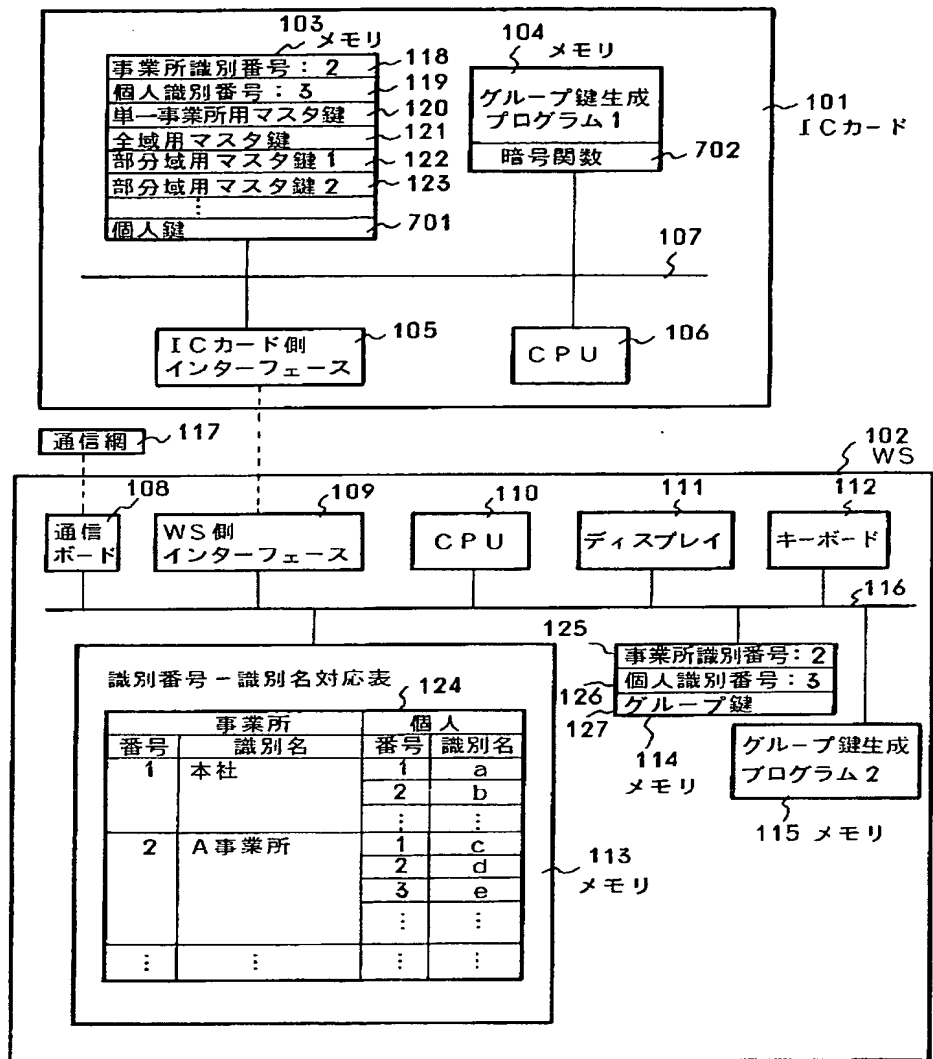 103
メモリ
事業所識別番号：2
118
個人識別番号：3
119
単一事業所用マスタ鍵
120
全域用マスタ鍵
121
部分域用マスタ鍵1
122
部分域用マスタ鍵2
123
⋮
個人鍵
701
104
メモリ
グループ鍵生成
プログラム1
暗号関数
702
101
ICカード
107
ICカード側
インターフェース
105
CPU
106
通信網
117
102
WS
108
通信
ボード
109
WS側
インターフェース
110
CPU
111
ディスプレイ
112
キーボード
116
識別番号－識別名対応表
124
事業所 個人
番号 識別名 番号 識別名
1 本社 1 a
2 b
⋮ ⋮
2 A事業所 1 c
2 d
3 e
⋮ ⋮
⋮ ⋮ ⋮ ⋮
113
メモリ
125
事業所識別番号：2
126
個人識別番号：3
127
グループ鍵
114
メモリ
グループ鍵生成
プログラム2
115 メモリ